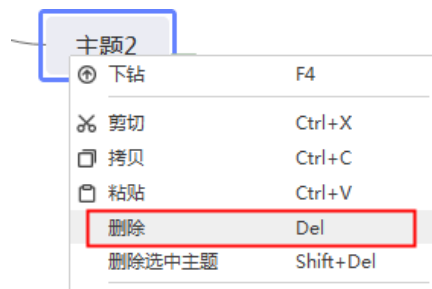 主题2
下钻 F4
剪切 Ctrl+X
拷贝 Ctrl+C
粘贴 Ctrl+V
删除 Del
删除选中主题 Shift+Del